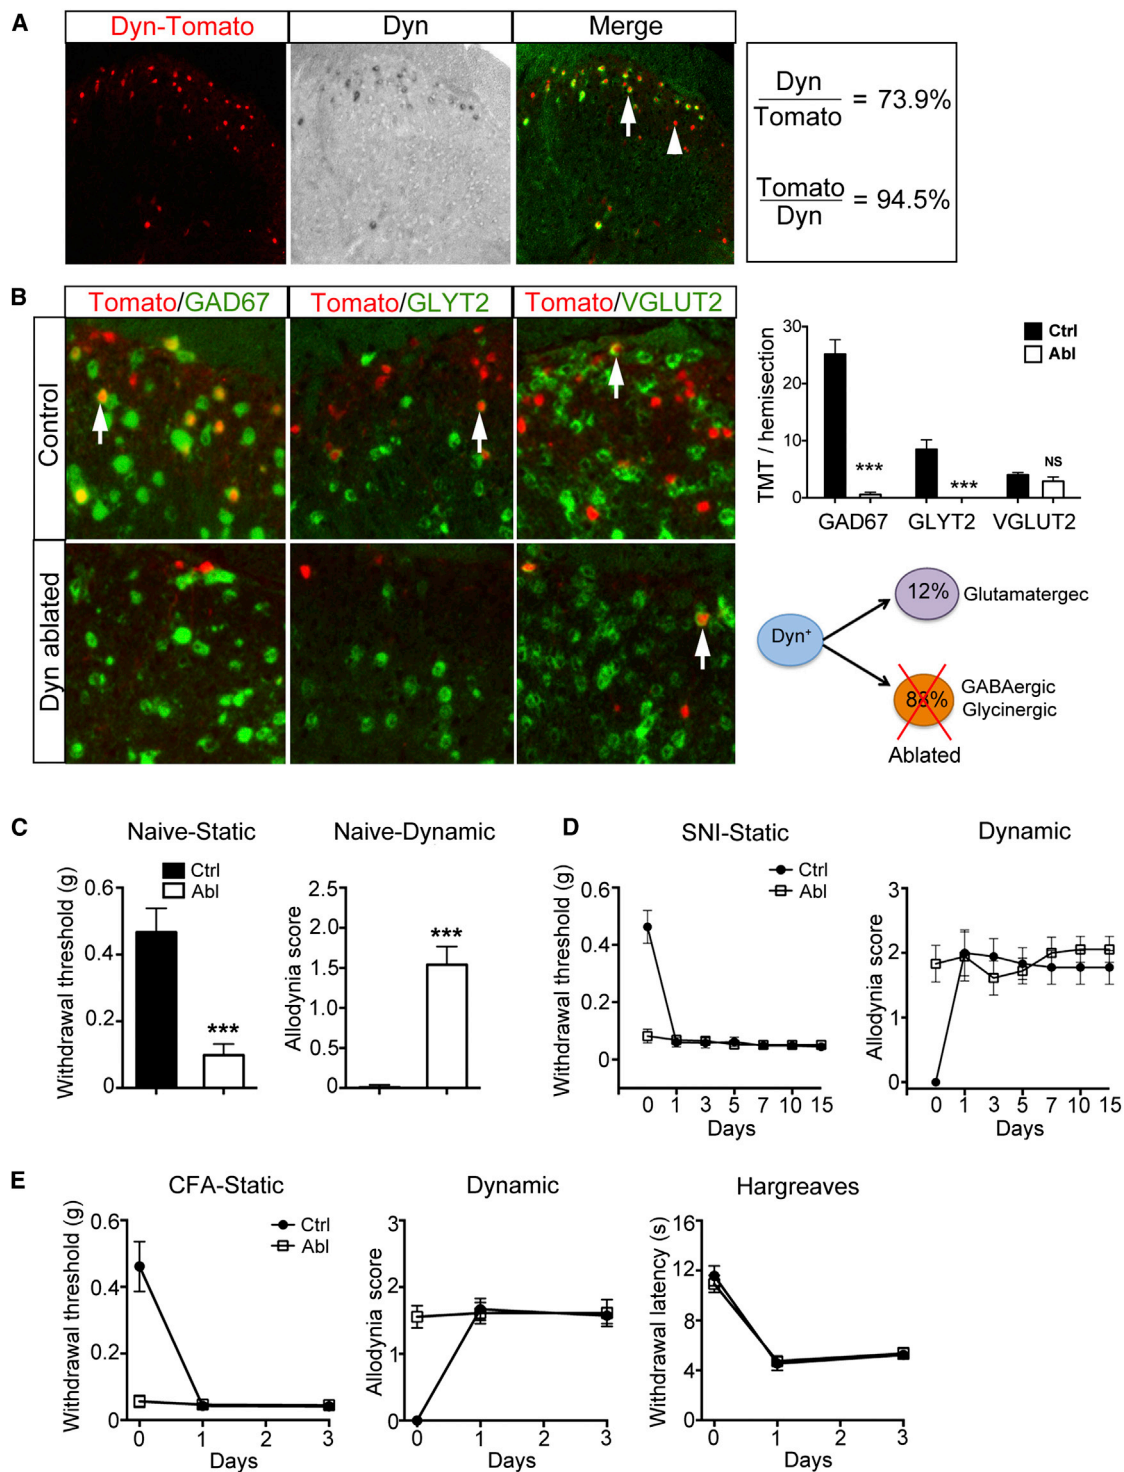 A
Dyn-Tomato
Dyn
Merge
Dyn
Tomato
= 73.9%
Tomato
Dyn
= 94.5%
B
Tomato/GAD67
Tomato/GLYT2
Tomato/VGLUT2
Control
Dyn ablated
TMT / hemisection
30
20
10
0
Ctrl
Abl
***
***
NS
GAD67
GLYT2
VGLUT2
Dyn+
12%
Glutamatergec
88%
GABAergic
Glycinergic
Ablated
C
Naive-Static
Ctrl
Abl
Withdrawal threshold (g)
0.6
0.4
0.2
0
***
Naive-Dynamic
Allodynia score
2.5
2.0
1.5
1.0
0.5
0
***
D
SNI-Static
Ctrl
Abl
Withdrawal threshold (g)
0.6
0.4
0.2
0
0 1 3 5 7 10 15
Days
Dynamic
Allodynia score
3
2
1
0
0 1 3 5 7 10 15
Days
E
CFA-Static
Ctrl
Abl
Withdrawal threshold (g)
0.6
0.4
0.2
0
0 1 2 3
Days
Dynamic
Allodynia score
3
2
1
0
0 1 2 3
Days
Hargreaves
Withdrawal latency (s)
16
12
8
4
0
0 1 2 3
Days